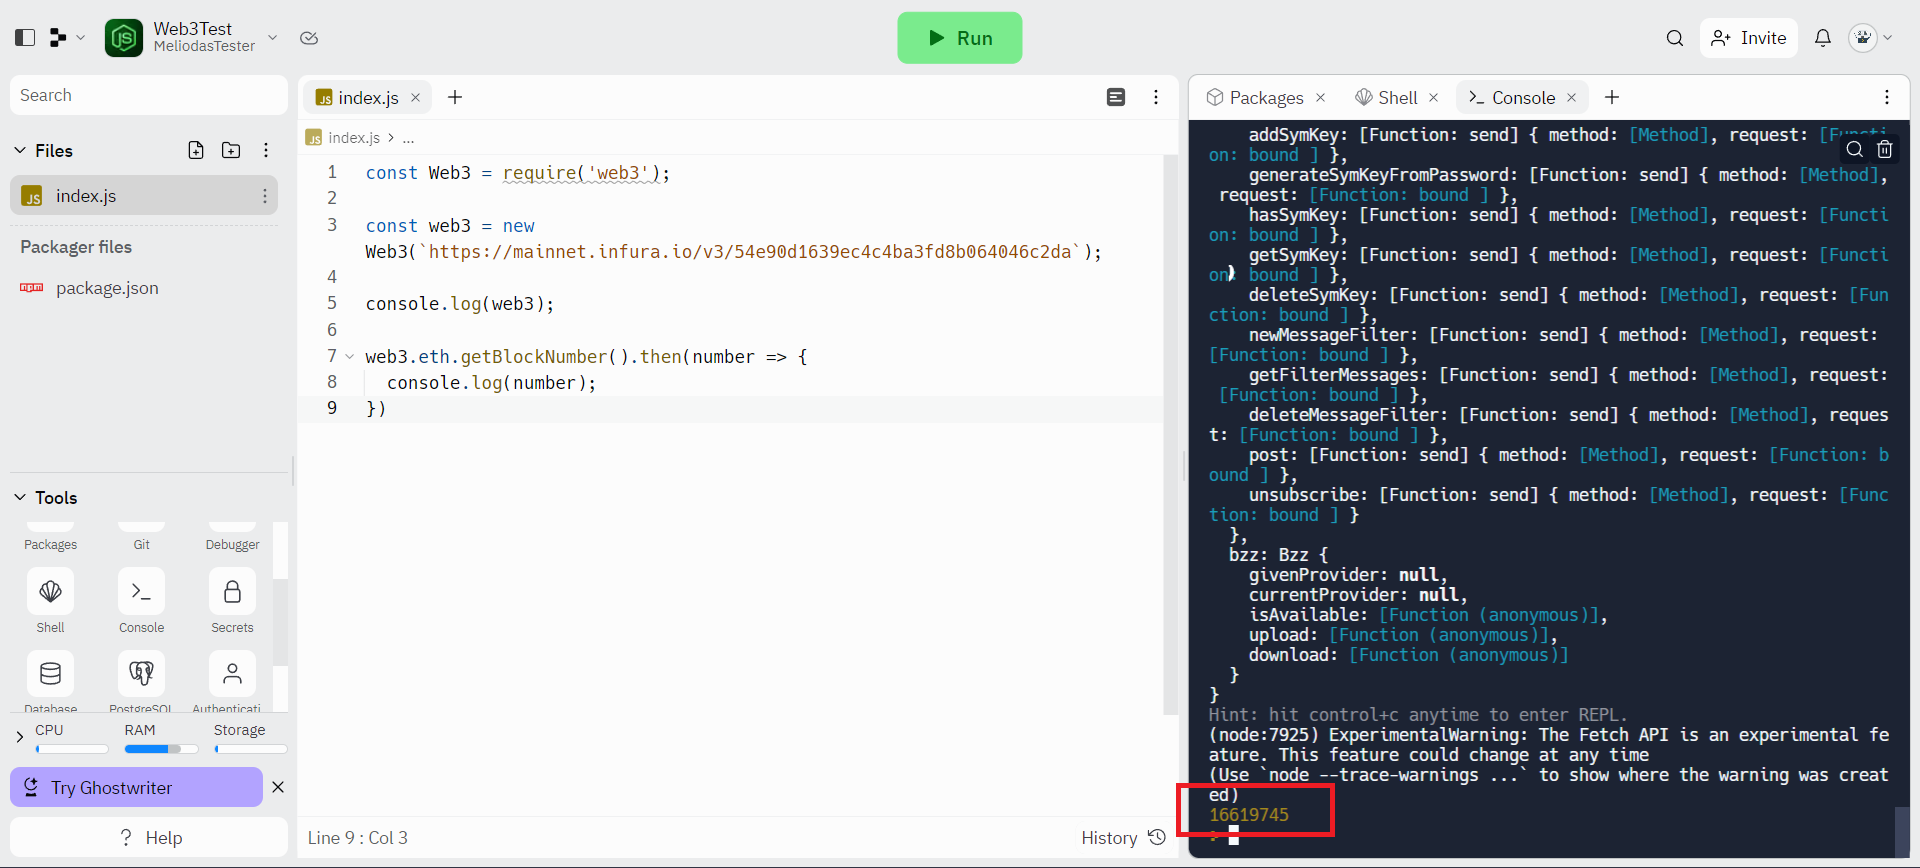 Web3Test
MeliodasTester
Run
Invite
Search
Files
index.js
Packager files
package.json
Tools
Packages Git Debugger
Shell Console Secrets
Database PostgreSQL Authenticati
CPU RAM Storage
Try Ghostwriter
Help
index.js
index.js > ...
1 const Web3 = require('web3');
2
3 const web3 = new
Web3(`https://mainnet.infura.io/v3/54e90d1639ec4c4ba3fd8b064046c2da`);
4
5 console.log(web3);
6
7 web3.eth.getBlockNumber().then(number => {
8 console.log(number);
9 })
Line 9 : Col 3
History
Packages Shell Console
addSymKey: [Function: send] { method: [Method], request: [Functi
on: bound ] },
generateSymKeyFromPassword: [Function: send] { method: [Method],
request: [Function: bound ] },
hasSymKey: [Function: send] { method: [Method], request: [Functi
on: bound ] },
getSymKey: [Function: send] { method: [Method], request: [Functi
on: bound ] },
deleteSymKey: [Function: send] { method: [Method], request: [Fun
ction: bound ] },
newMessageFilter: [Function: send] { method: [Method], request:
[Function: bound ] },
getFilterMessages: [Function: send] { method: [Method], request:
[Function: bound ] },
deleteMessageFilter: [Function: send] { method: [Method], reques
t: [Function: bound ] },
post: [Function: send] { method: [Method], request: [Function: b
ound ] },
unsubscribe: [Function: send] { method: [Method], request: [Func
tion: bound ] }
},
bzz: Bzz {
givenProvider: null,
currentProvider: null,
isAvailable: [Function (anonymous)],
upload: [Function (anonymous)],
download: [Function (anonymous)]
}
}
Hint: hit control+c anytime to enter REPL.
(node:7925) ExperimentalWarning: The Fetch API is an experimental fe
ature. This feature could change at any time
(Use `node --trace-warnings ...` to show where the warning was creat
ed)
16619745
>